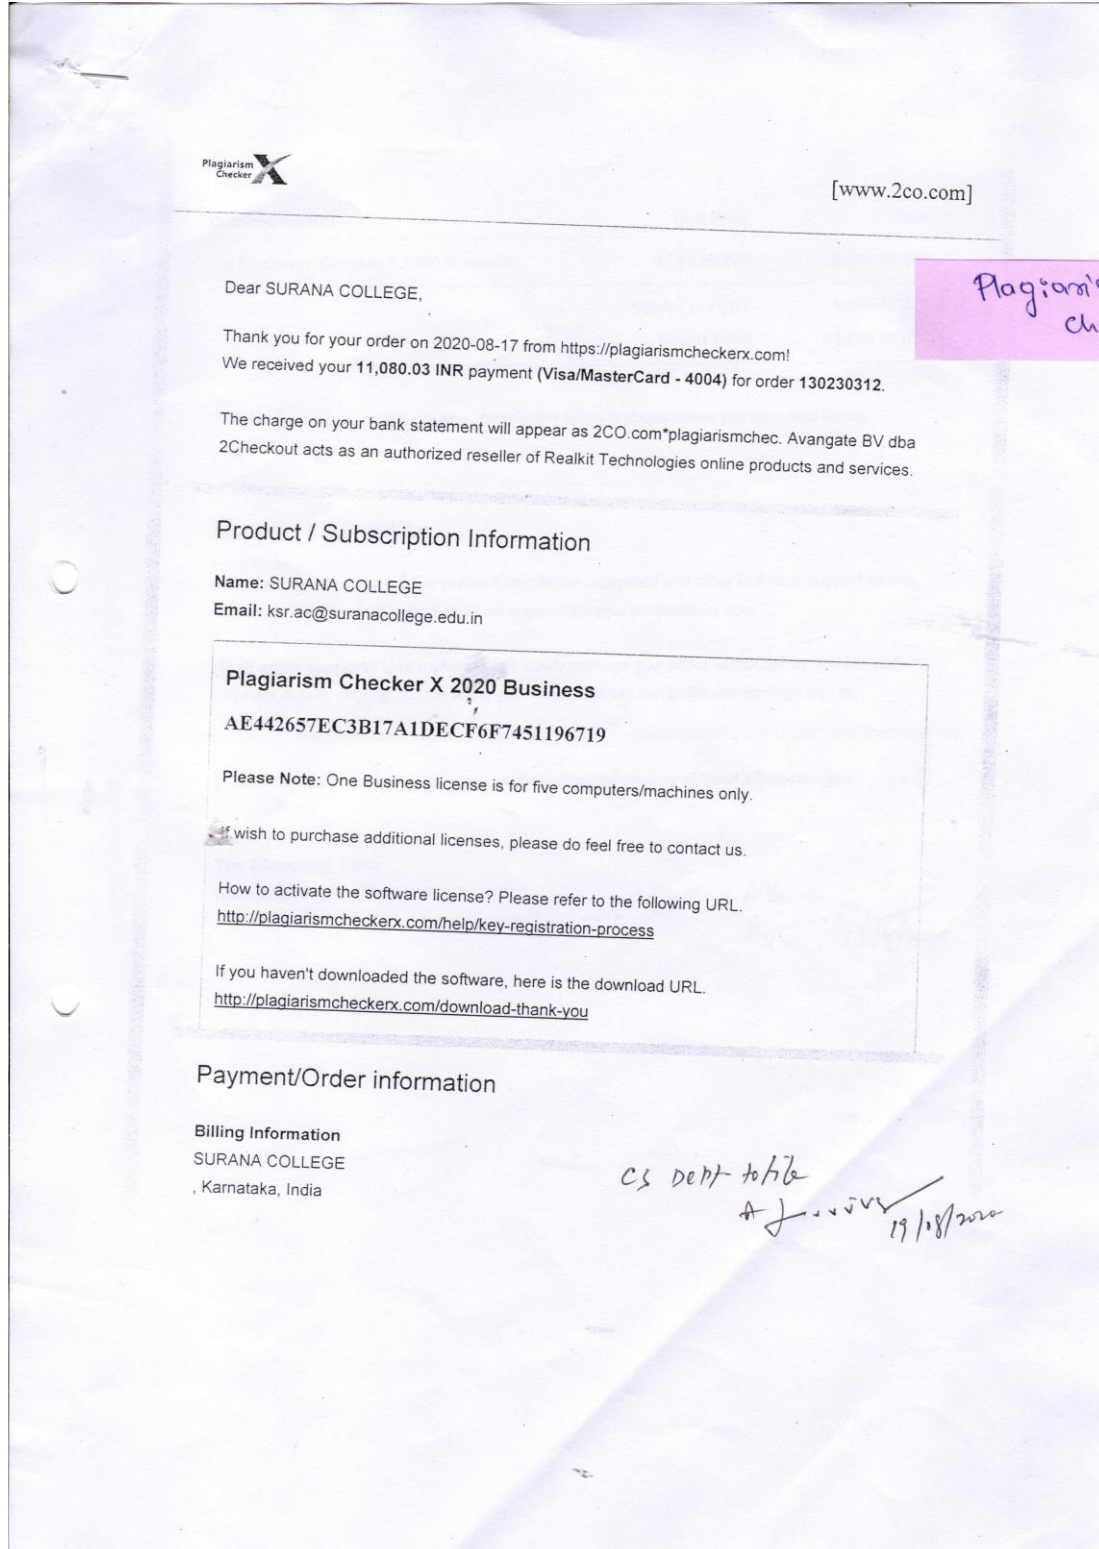 Plagiarism
Checker X
[www.2co.com]
Plagiaris
ch
Dear SURANA COLLEGE,
Thank you for your order on 2020-08-17 from https://plagiarismcheckerx.com!
We received your 11,080.03 INR payment (Visa/MasterCard - 4004) for order 130230312.
The charge on your bank statement will appear as 2CO.com*plagiarismchec. Avangate BV dba
2Checkout acts as an authorized reseller of Realkit Technologies online products and services.
Product / Subscription Information
Name: SURANA COLLEGE
Email: ksr.ac@suranacollege.edu.in
Plagiarism Checker X 2020 Business
AE442657EC3B17A1DECF6F7451196719
Please Note: One Business license is for five computers/machines only.
If wish to purchase additional licenses, please do feel free to contact us.
How to activate the software license? Please refer to the following URL.
http://plagiarismcheckerx.com/help/key-registration-process
If you haven't downloaded the software, here is the download URL.
http://plagiarismcheckerx.com/download-thank-you
Payment/Order information
Billing Information
SURANA COLLEGE
, Karnataka, India
CS Dept to file
19/08/2020